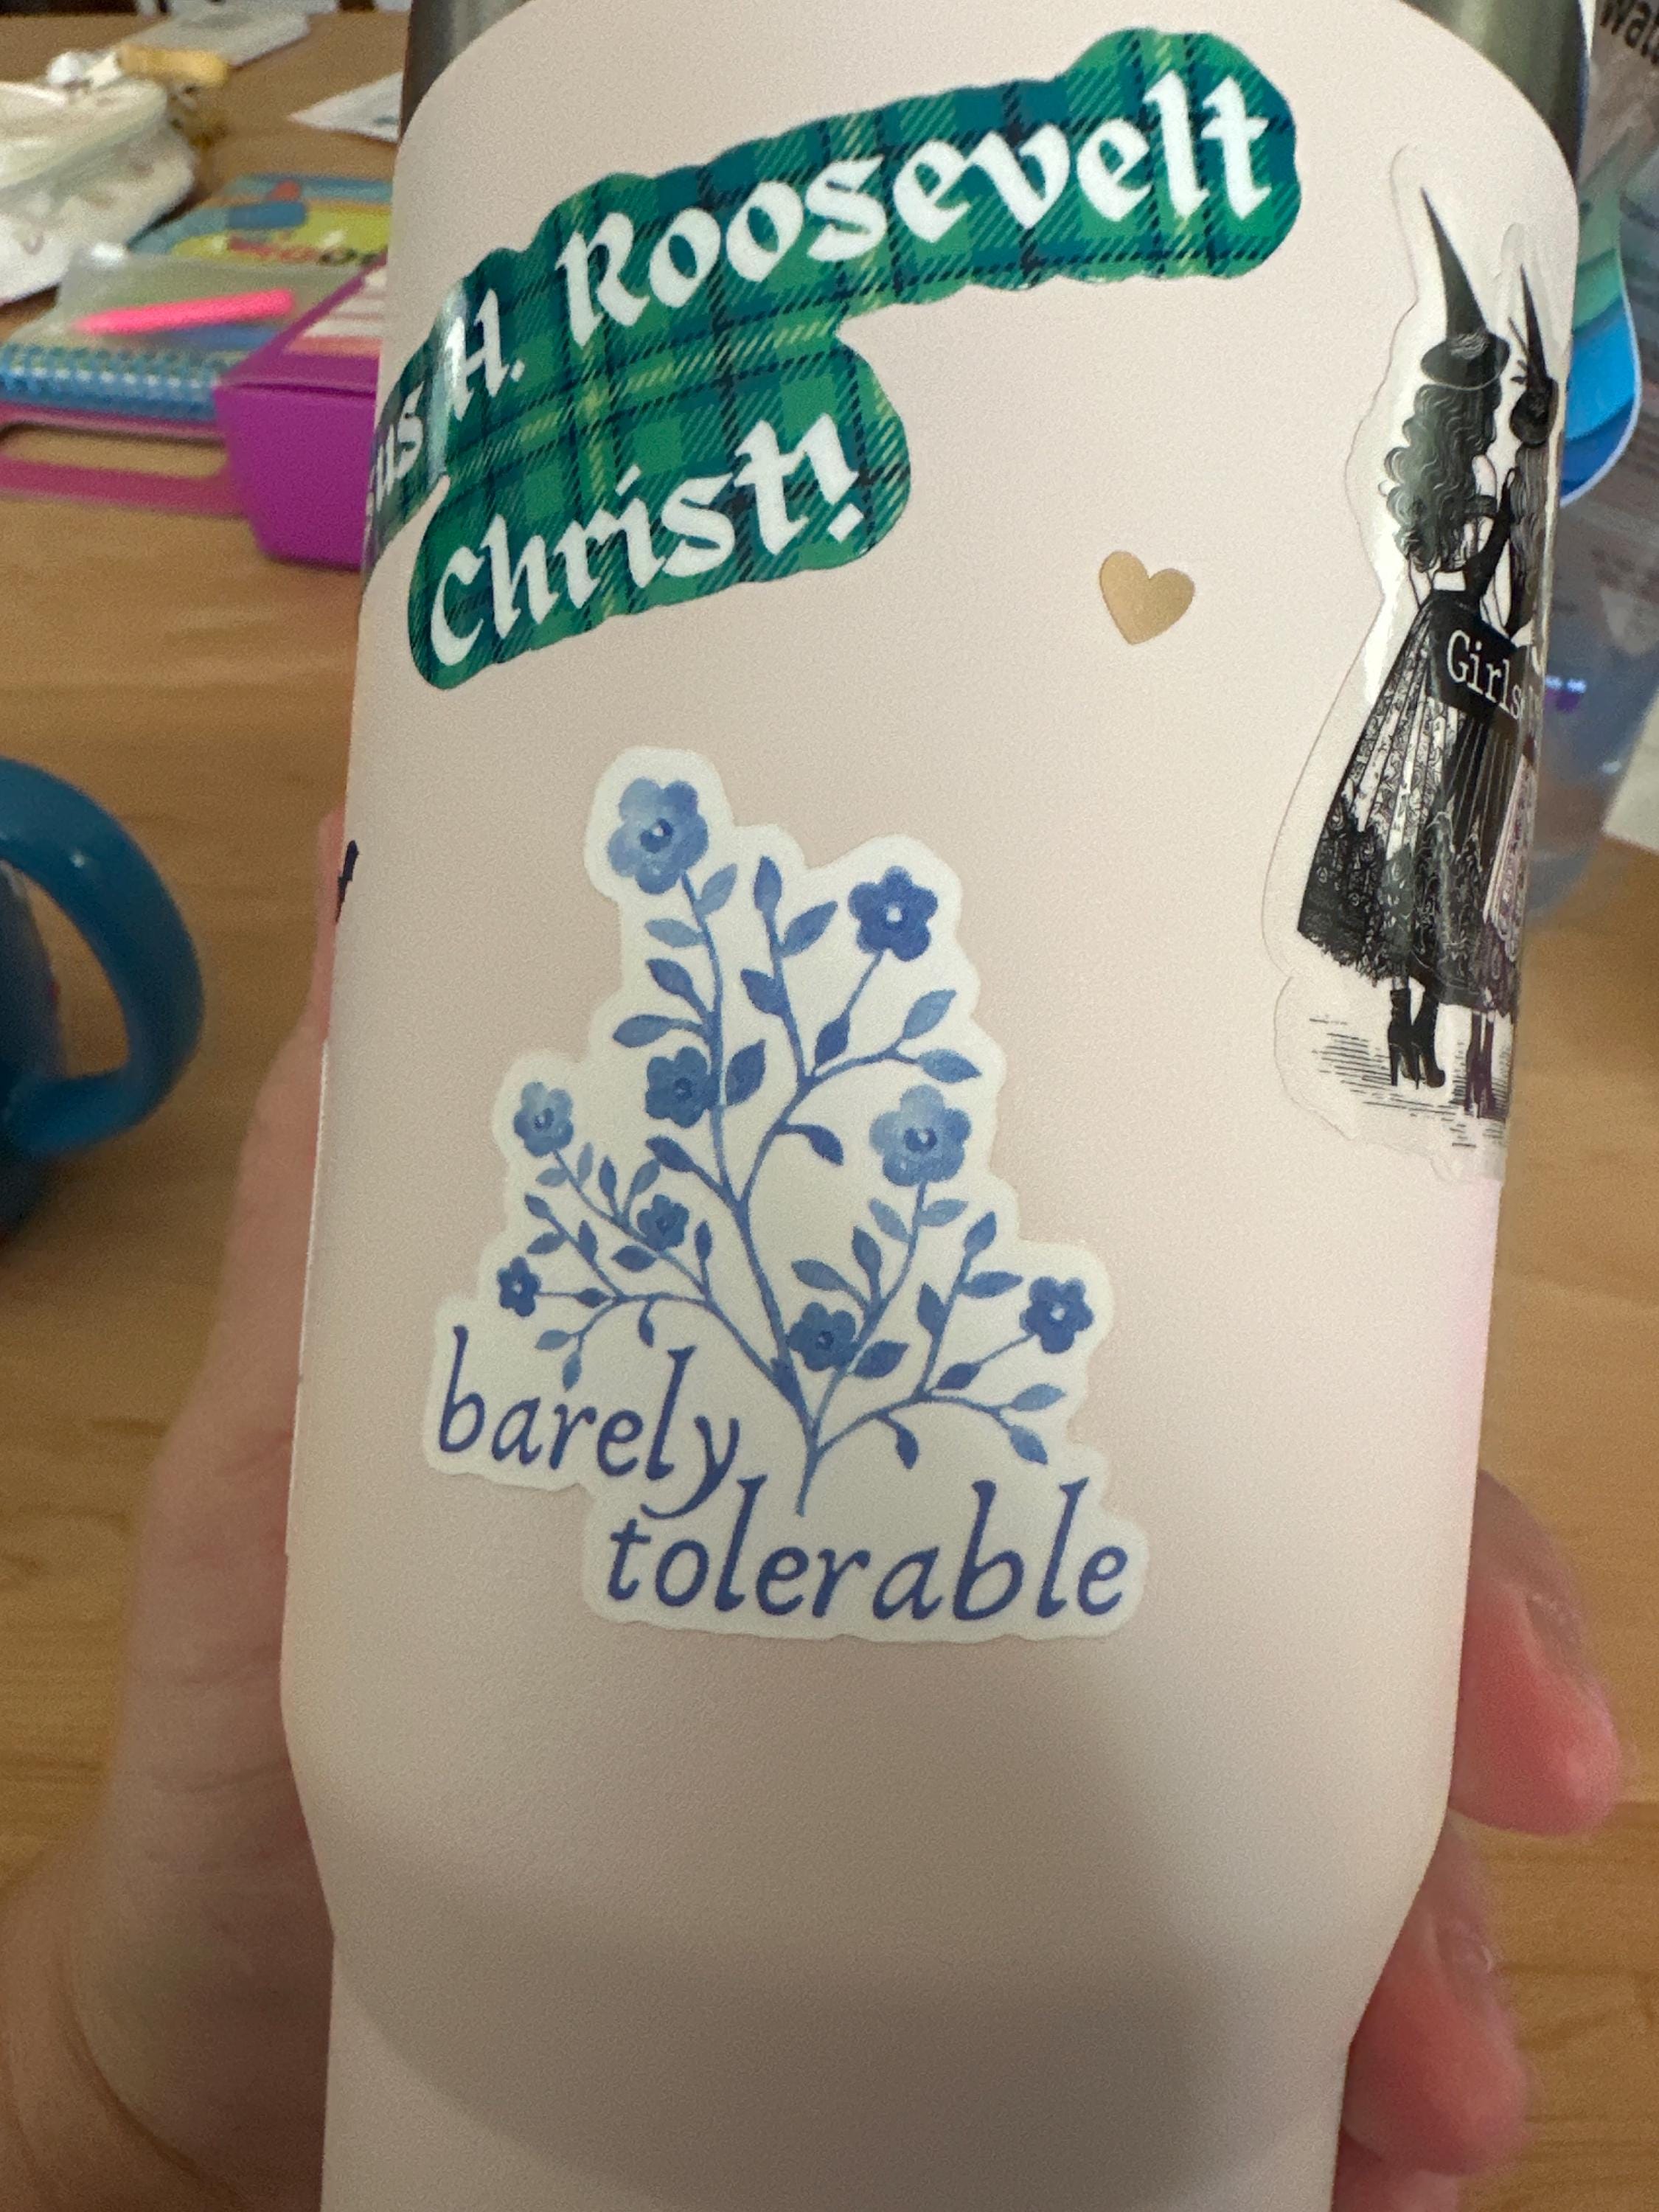 H. Roosevelt
Christ!
Girls
barely
tolerable